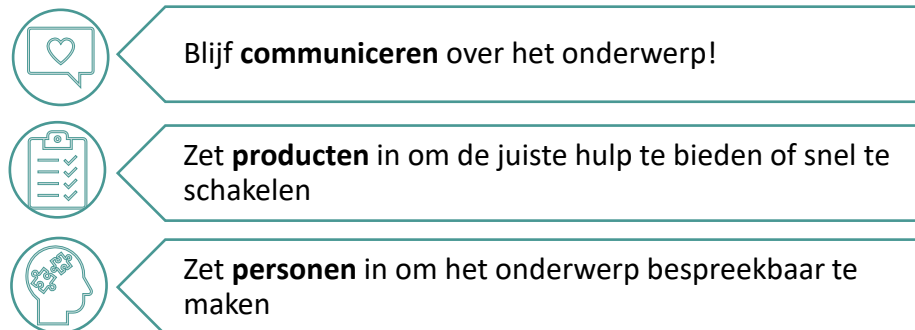 Blijf communiceren over het onderwerp!
Zet producten in om de juiste hulp te bieden of snel te
schakelen
Zet personen in om het onderwerp bespreekbaar te
maken